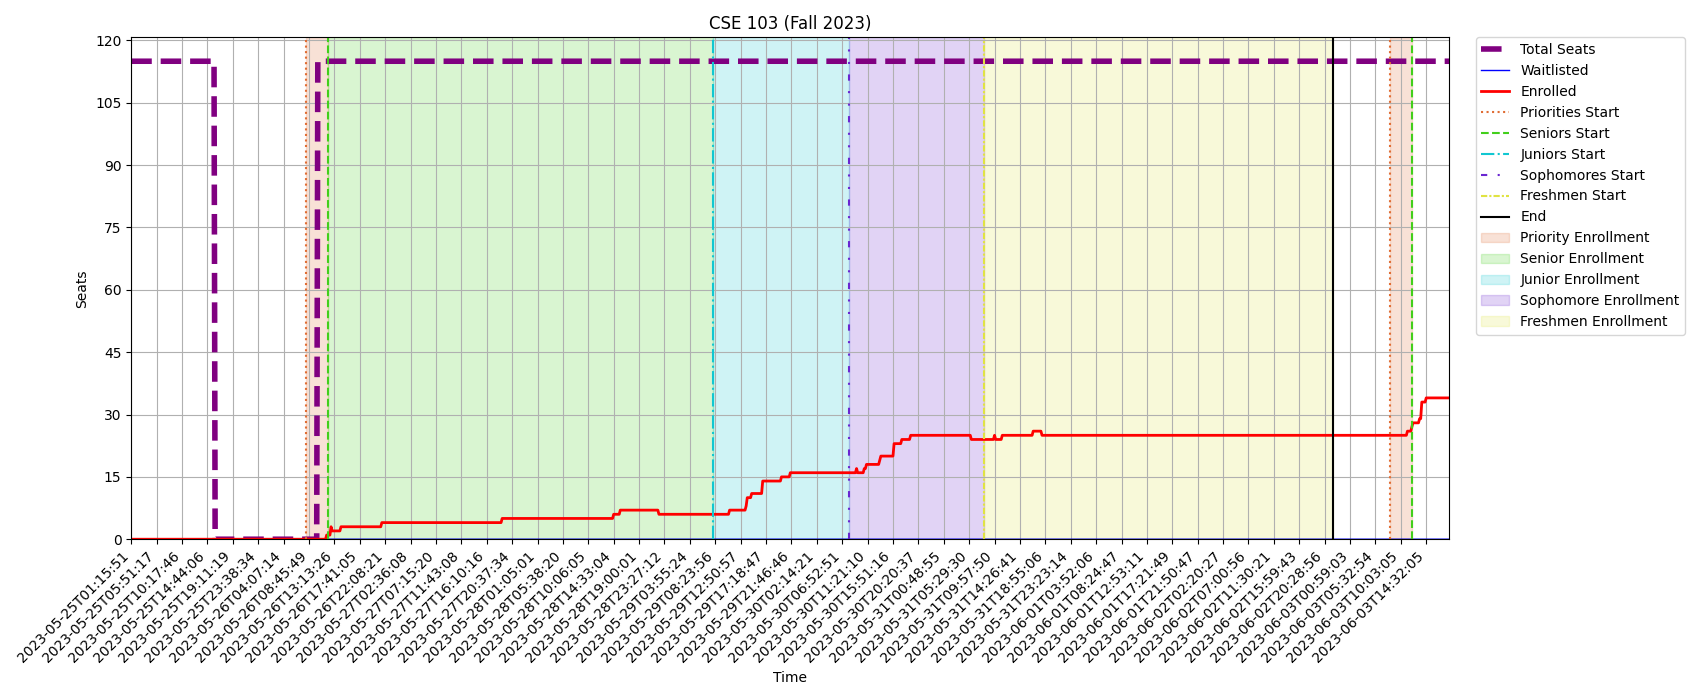 CSE 103 (Fall 2023)
120
105
90
75
60
45
30
15
0
Seats
2023-05-25T01:15:51
2023-05-25T05:51:17
2023-05-25T10:17:46
2023-05-25T14:44:06
2023-05-25T19:11:19
2023-05-25T23:38:34
2023-05-26T04:07:14
2023-05-26T08:45:49
2023-05-26T13:13:26
2023-05-26T17:41:05
2023-05-26T22:08:21
2023-05-27T02:36:08
2023-05-27T07:15:20
2023-05-27T11:43:08
2023-05-27T16:10:16
2023-05-27T20:37:34
2023-05-28T01:05:01
2023-05-28T05:38:20
2023-05-28T10:06:05
2023-05-28T14:33:04
2023-05-28T19:00:01
2023-05-28T23:27:12
2023-05-29T03:55:24
2023-05-29T08:23:56
2023-05-29T12:50:57
2023-05-29T17:18:47
2023-05-29T21:46:46
2023-05-30T02:14:21
2023-05-30T06:52:51
2023-05-30T11:21:10
2023-05-30T15:51:16
2023-05-30T20:20:37
2023-05-31T00:48:55
2023-05-31T05:29:30
2023-05-31T09:57:50
2023-05-31T14:26:41
2023-05-31T18:55:06
2023-05-31T23:23:14
2023-06-01T03:52:06
2023-06-01T08:24:47
2023-06-01T12:53:11
2023-06-01T17:21:49
2023-06-01T21:50:47
2023-06-02T02:20:27
2023-06-02T07:00:56
2023-06-02T11:30:21
2023-06-02T15:59:43
2023-06-02T20:28:56
2023-06-03T00:59:03
2023-06-03T05:32:54
2023-06-03T10:03:05
2023-06-03T14:32:05
Time
Total Seats
Waitlisted
Enrolled
Priorities Start
Seniors Start
Juniors Start
Sophomores Start
Freshmen Start
End
Priority Enrollment
Senior Enrollment
Junior Enrollment
Sophomore Enrollment
Freshmen Enrollment